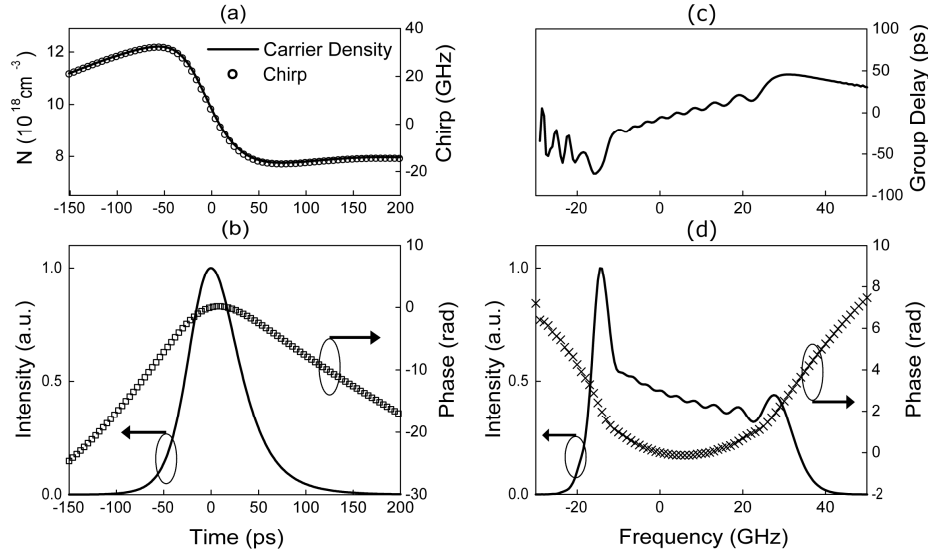 (a)
N (10 18 cm -3)
12
10
8
Carrier Density
Chirp
40
20
0
-20
Chirp (GHz)
-150 -100 -50 0 50 100 150 200
(c)
100
50
0
-50
-100
Group Delay (ps)
-20 0 20 40
(b)
Intensity (a.u.)
1.0
0.5
0.0
10
0
-10
-20
-30
Phase (rad)
-150 -100 -50 0 50 100 150 200
Time (ps)
(d)
Intensity (a.u.)
1.0
0.5
0.0
10
8
6
4
2
0
-2
Phase (rad)
-20 0 20 40
Frequency (GHz)